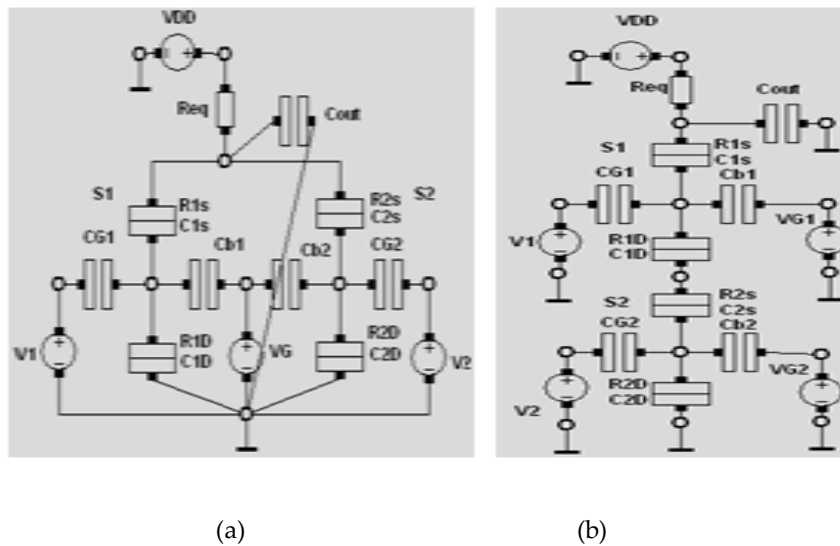 VDD
Req
Cout
S1
R1s
C1s
R2s
C2s
S2
CG1
Cb1
Cb2
CG2
V1
R1D
C1D
VG
R2D
C2D
V2
(a)
VDD
Req
Cout
S1
R1s
C1s
CG1
Cb1
V1
VG1
R1D
C1D
S2
R2s
C2s
CG2
Cb2
V2
R2D
C2D
VG2
(b)